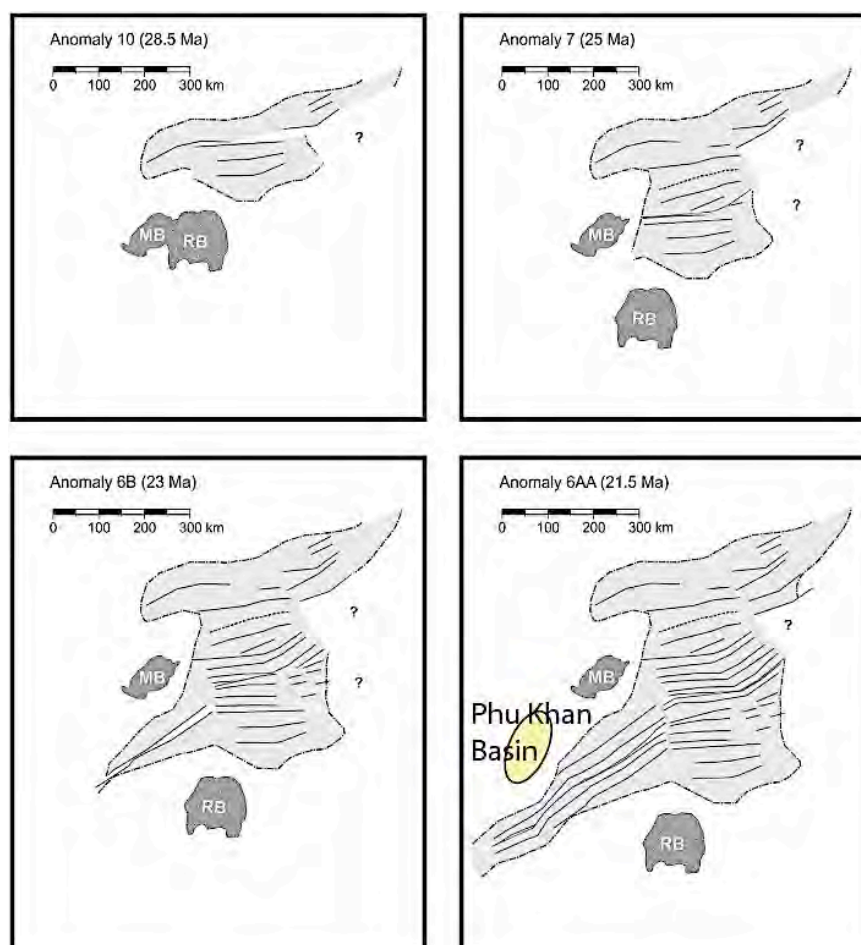 Anomaly 10 (28.5 Ma)
0 100 200 300 km
?
MB
RB
Anomaly 7 (25 Ma)
0 100 200 300 km
?
?
MB
RB
Anomaly 6B (23 Ma)
0 100 200 300 km
?
MB
?
RB
Anomaly 6AA (21.5 Ma)
0 100 200 300 km
?
MB
Phu Khan
Basin
RB